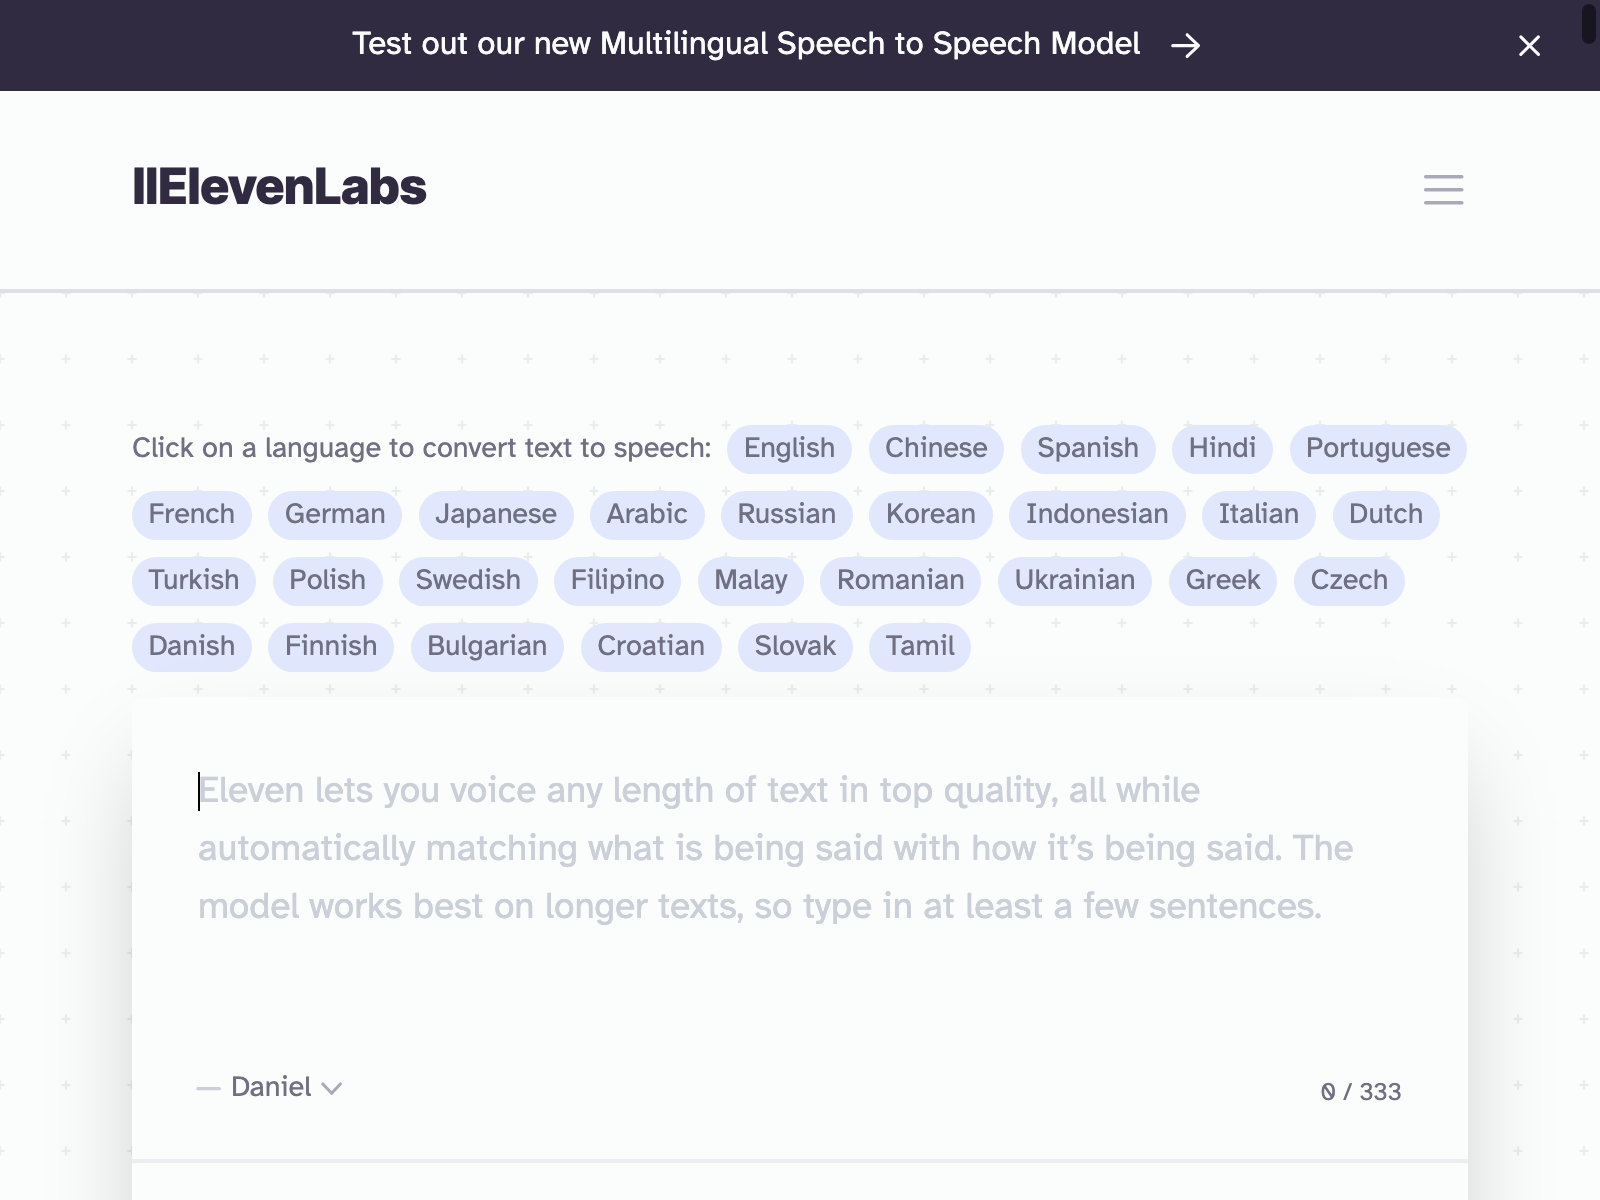 Test out our new Multilingual Speech to Speech Model →
IIElevenLabs
Click on a language to convert text to speech: English Chinese Spanish Hindi Portuguese
French German Japanese Arabic Russian Korean Indonesian Italian Dutch
Turkish Polish Swedish Filipino Malay Romanian Ukrainian Greek Czech
Danish Finnish Bulgarian Croatian Slovak Tamil
Eleven lets you voice any length of text in top quality, all while
automatically matching what is being said with how it’s being said. The
model works best on longer texts, so type in at least a few sentences.
— Daniel
0 / 333